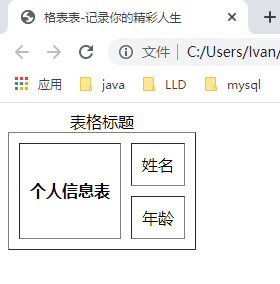 格表表-记录你的精彩人生
文件 | C:/Users/Ivan/
应用 java LLD mysql
表格标题
个人信息表
姓名
年龄